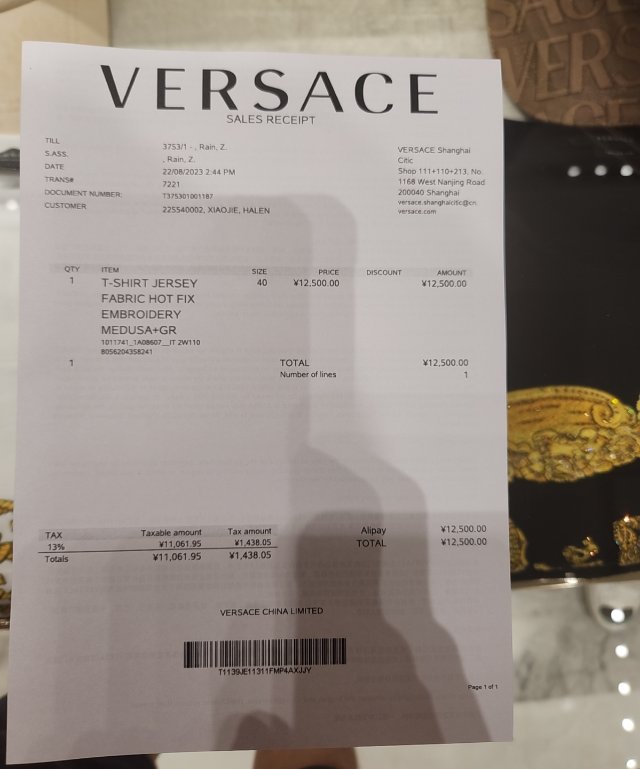 VERSACE
SALES RECEIPT
TILL 3753/1 - , Rain, Z.
S.ASS. , Rain, Z.
DATE 22/08/2023 2:44 PM
TRANS# 7221
DOCUMENT NUMBER: T375301001187
CUSTOMER 225540002, XIAOJIE, HALEN
VERSACE Shanghai
Citic
Shop 111+110+213, No.
1168 West Nanjing Road
200040 Shanghai
versace.shanghaicitic@cn.
versace.com
QTY ITEM SIZE PRICE DISCOUNT AMOUNT
1 T-SHIRT JERSEY 40 ¥12,500.00 ¥12,500.00
FABRIC HOT FIX
EMBROIDERY
MEDUSA+GR
1011741_1A08607__IT 2W110
8056204358241
1 TOTAL ¥12,500.00
Number of lines 1
TAX Taxable amount Tax amount
13% ¥11,061.95 ¥1,438.05
Totals ¥11,061.95 ¥1,438.05
Alipay ¥12,500.00
TOTAL ¥12,500.00
VERSACE CHINA LIMITED
T1139JE11311FMP4AXJJY
Page 1 of 1